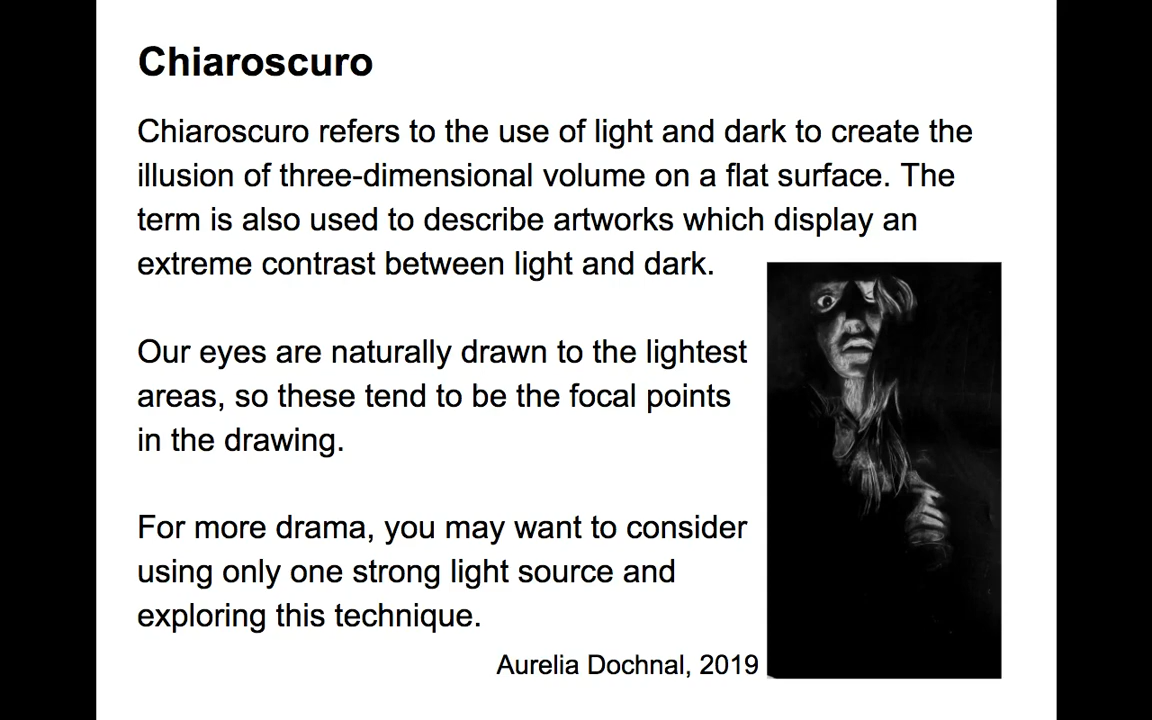 Chiaroscuro
Chiaroscuro refers to the use of light and dark to create the
illusion of three-dimensional volume on a flat surface. The
term is also used to describe artworks which display an
extreme contrast between light and dark.
Our eyes are naturally drawn to the lightest
areas, so these tend to be the focal points
in the drawing.
For more drama, you may want to consider
using only one strong light source and
exploring this technique.
Aurelia Dochnal, 2019